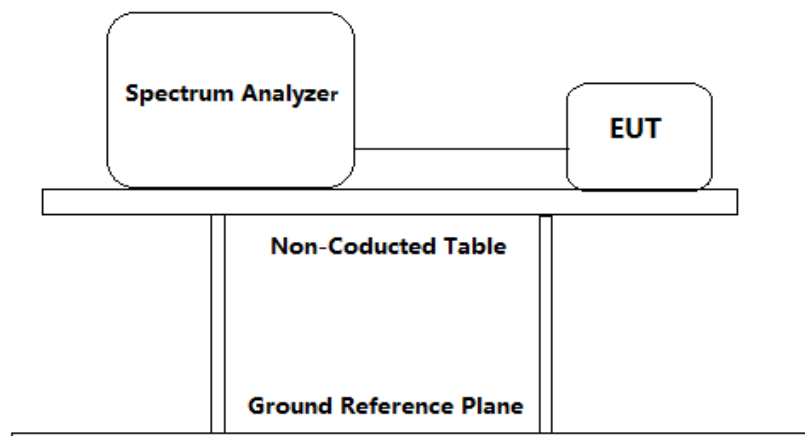 Spectrum Analyzer
EUT
Non-Coducted Table
Ground Reference Plane